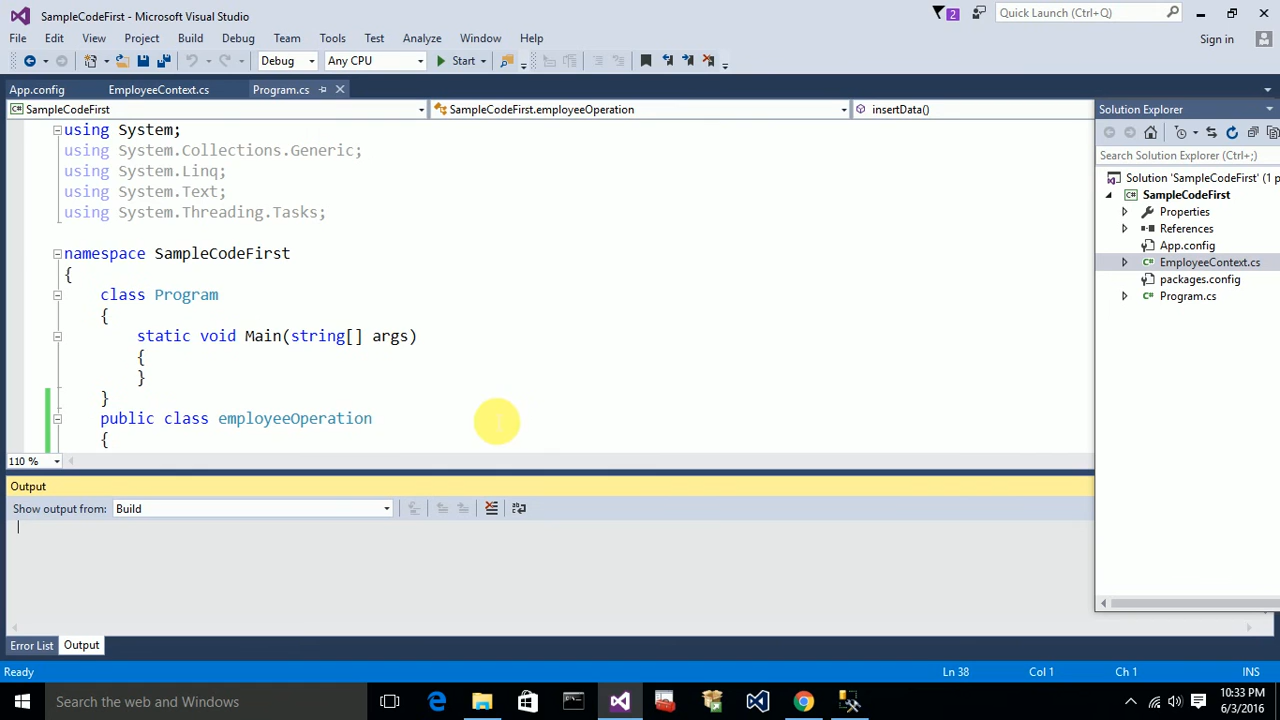 SampleCodeFirst - Microsoft Visual Studio
2
Quick Launch (Ctrl+Q)
File Edit View Project Build Debug Team Tools Test Analyze Window Help
Sign in
Debug Any CPU Start
App.config EmployeeContext.cs Program.cs
SampleCodeFirst SampleCodeFirst.employeeOperation insertData()
using System;
using System.Collections.Generic;
using System.Linq;
using System.Text;
using System.Threading.Tasks;
namespace SampleCodeFirst
{
class Program
{
static void Main(string[] args)
{
}
}
public class employeeOperation
{
110 %
Solution Explorer
Search Solution Explorer (Ctrl+;)
Solution 'SampleCodeFirst' (1 p
SampleCodeFirst
Properties
References
App.config
EmployeeContext.cs
packages.config
Program.cs
Output
Show output from: Build
Error List Output
Ready Ln 38 Col 1 Ch 1 INS
Search the web and Windows
10:33 PM
6/3/2016